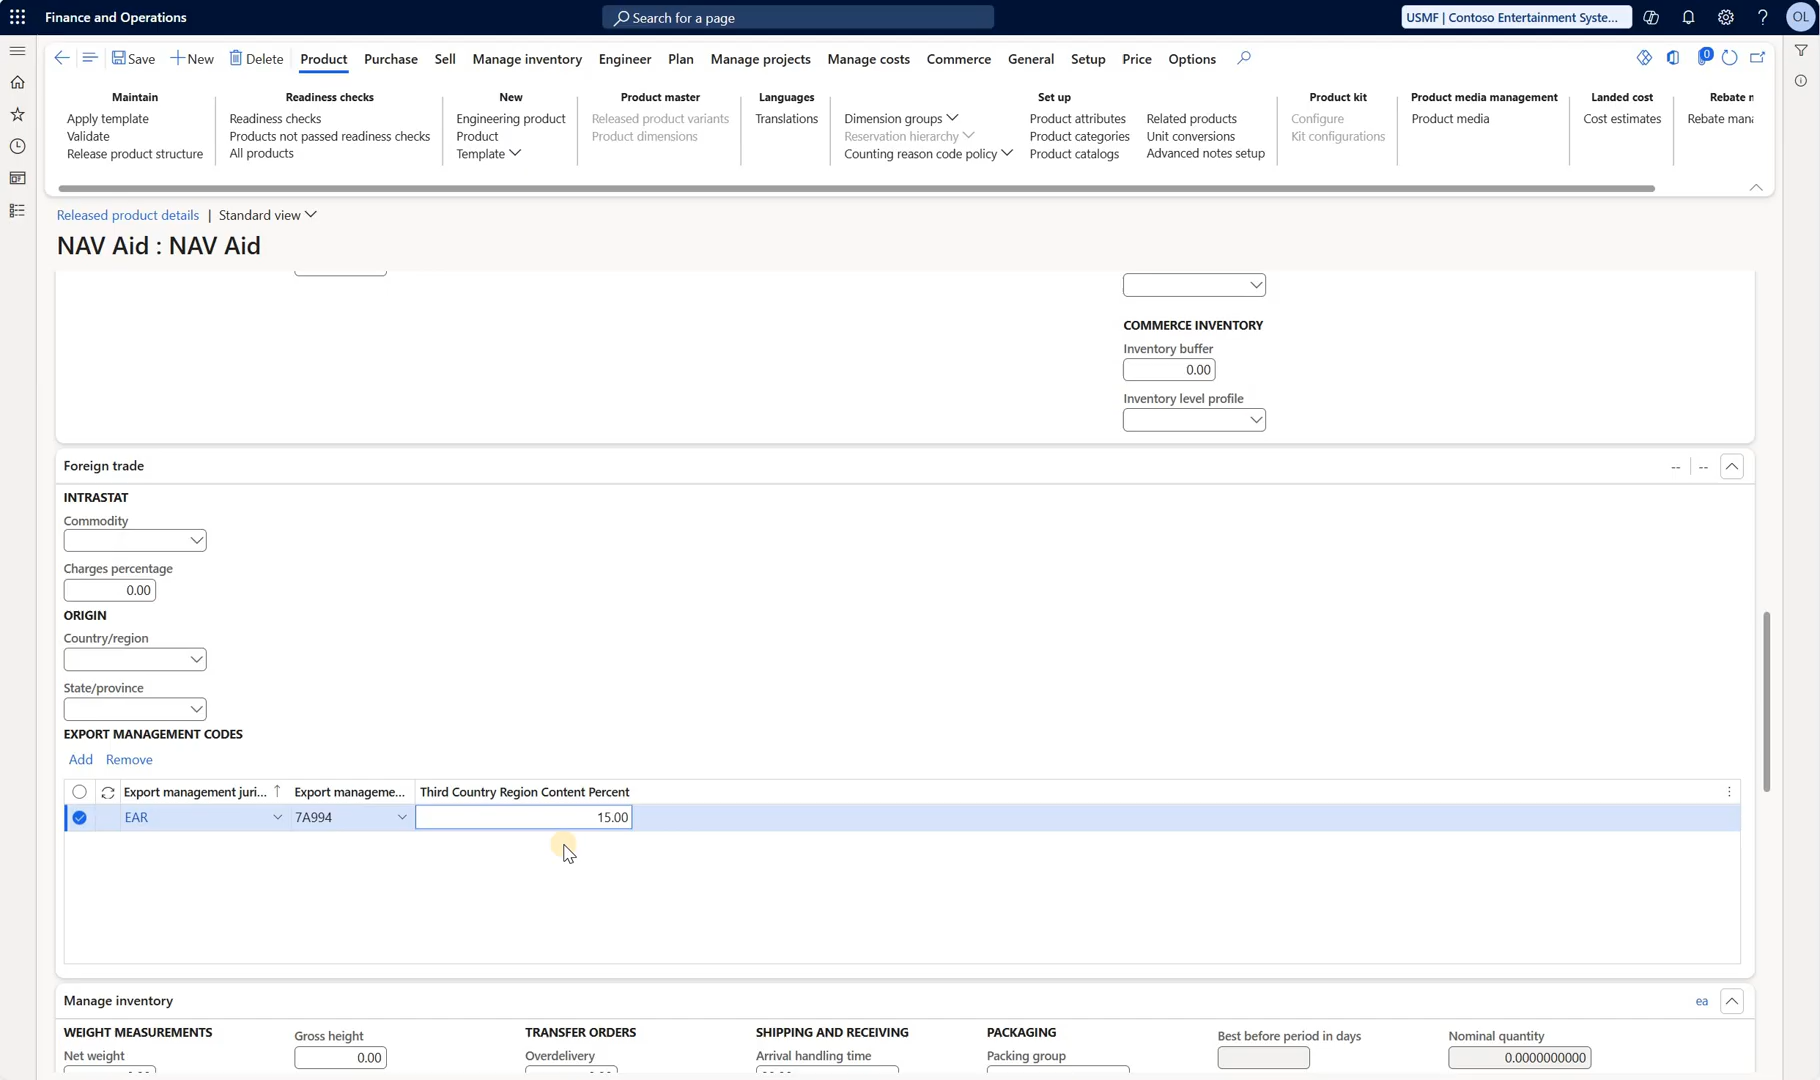 Finance and Operations
Search for a page
USMF | Contoso Entertainment Syste...
OL
Save
New
Delete
Product
Purchase
Sell
Manage inventory
Engineer
Plan
Manage projects
Manage costs
Commerce
General
Setup
Price
Options
0
Maintain
Apply template
Validate
Release product structure
Readiness checks
Readiness checks
Products not passed readiness checks
All products
New
Engineering product
Product
Template
Product master
Released product variants
Product dimensions
Languages
Translations
Set up
Dimension groups
Reservation hierarchy
Counting reason code policy
Product attributes
Product categories
Product catalogs
Related products
Unit conversions
Advanced notes setup
Product kit
Configure
Kit configurations
Product media management
Product media
Landed cost
Cost estimates
Rebate
Rebate
Released product details | Standard view
NAV Aid : NAV Aid
COMMERCE INVENTORY
Inventory buffer
0.00
Inventory level profile
Foreign trade
-- | --
INTRASTAT
Commodity
Charges percentage
0.00
ORIGIN
Country/region
State/province
EXPORT MANAGEMENT CODES
Add Remove
Export management juri... Export manageme... Third Country Region Content Percent
EAR 7A994 15.00
Manage inventory
ea
WEIGHT MEASUREMENTS
Net weight
Gross height
0.00
TRANSFER ORDERS
Overdelivery
SHIPPING AND RECEIVING
Arrival handling time
PACKAGING
Packing group
Best before period in days
Nominal quantity
0.0000000000